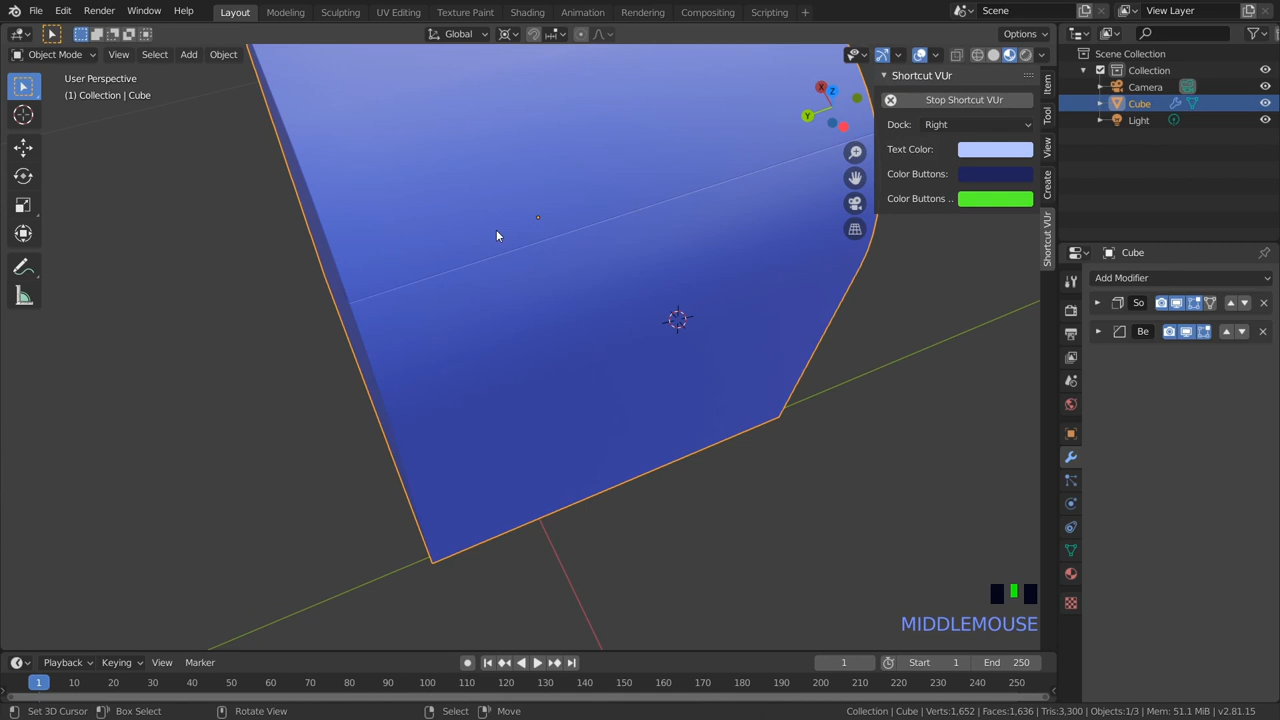 File Edit Render Window Help Layout Modeling Sculpting UV Editing Texture Paint Shading Animation Rendering Compositing Scripting + Scene View Layer
Global Options
Object Mode View Select Add Object
User Perspective
(1) Collection | Cube
X Z Y
Shortcut VUr
Stop Shortcut VUr
Dock: Right
Text Color:
Color Buttons:
Color Buttons ..
Item
Tool
View
Create
Shortcut VUr
Scene Collection
Collection
Camera
Cube
Light
Cube
Add Modifier
So
Be
MIDDLEMOUSE
Playback Keying View Marker 1 Start 1 End 250
1 10 20 30 40 50 60 70 80 90 100 110 120 130 140 150 160 170 180 190 200 210 220 230 240 250
Set 3D Cursor Box Select Rotate View Select Move Collection | Cube | Verts:1,652 | Faces:1,636 | Tris:3,300 | Objects:1/3 | Mem: 51.1 MiB | v2.81.15